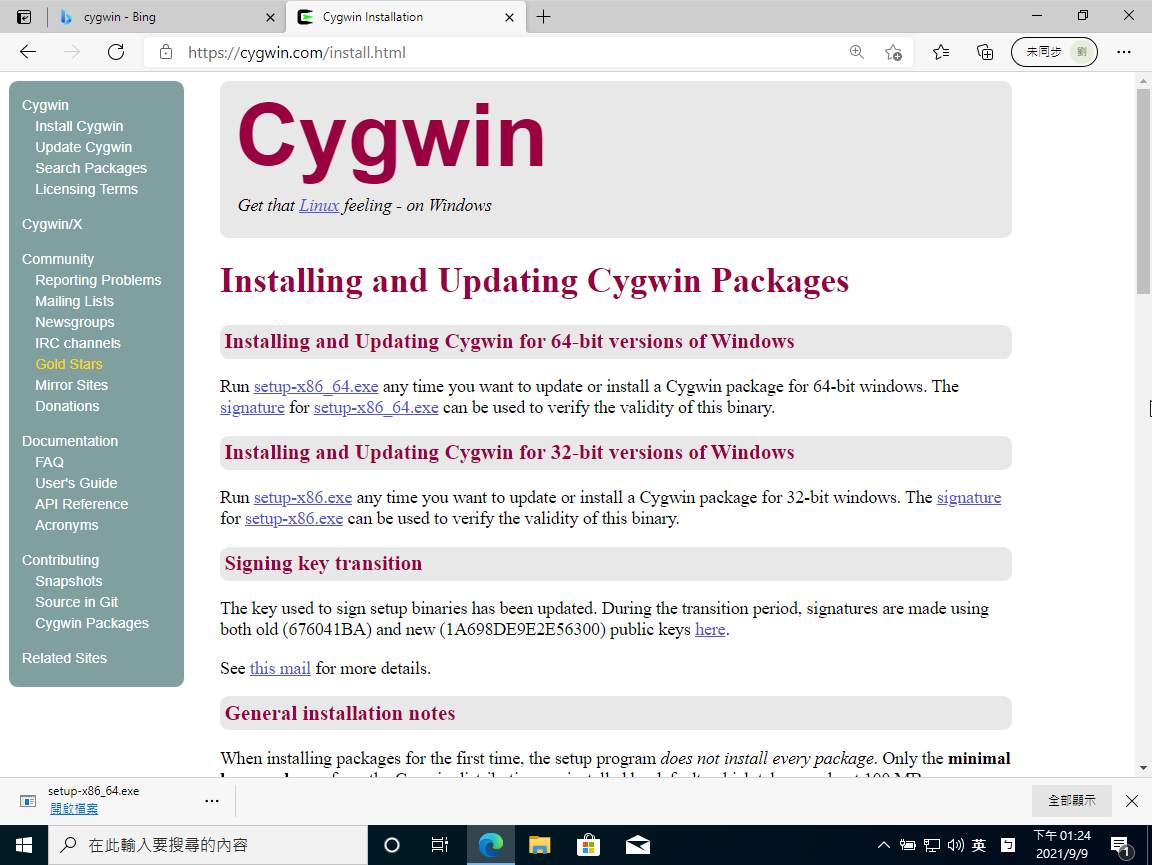 cygwin - Bing
Cygwin Installation
https://cygwin.com/install.html
未同步
劉
Cygwin
Install Cygwin
Update Cygwin
Search Packages
Licensing Terms
Cygwin/X
Community
Reporting Problems
Mailing Lists
Newsgroups
IRC channels
Gold Stars
Mirror Sites
Donations
Documentation
FAQ
User's Guide
API Reference
Acronyms
Contributing
Snapshots
Source in Git
Cygwin Packages
Related Sites
Cygwin
Get that Linux feeling - on Windows
Installing and Updating Cygwin Packages
Installing and Updating Cygwin for 64-bit versions of Windows
Run setup-x86_64.exe any time you want to update or install a Cygwin package for 64-bit windows. The
signature for setup-x86_64.exe can be used to verify the validity of this binary.
Installing and Updating Cygwin for 32-bit versions of Windows
Run setup-x86.exe any time you want to update or install a Cygwin package for 32-bit windows. The signature
for setup-x86.exe can be used to verify the validity of this binary.
Signing key transition
The key used to sign setup binaries has been updated. During the transition period, signatures are made using
both old (676041BA) and new (1A698DE9E2E56300) public keys here.
See this mail for more details.
General installation notes
When installing packages for the first time, the setup program does not install every package. Only the minimal
setup-x86_64.exe
開啟檔案
全部顯示
在此輸入要搜尋的內容
英
下午 01:24
2021/9/9
1